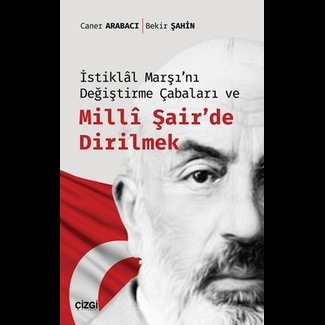 Caner ARABACI | Bekir ŞAHİN
İstiklâl Marşı'nı
Değiştirme Çabaları ve
Millî Şair'de
Dirilmek
ÇİZGİ